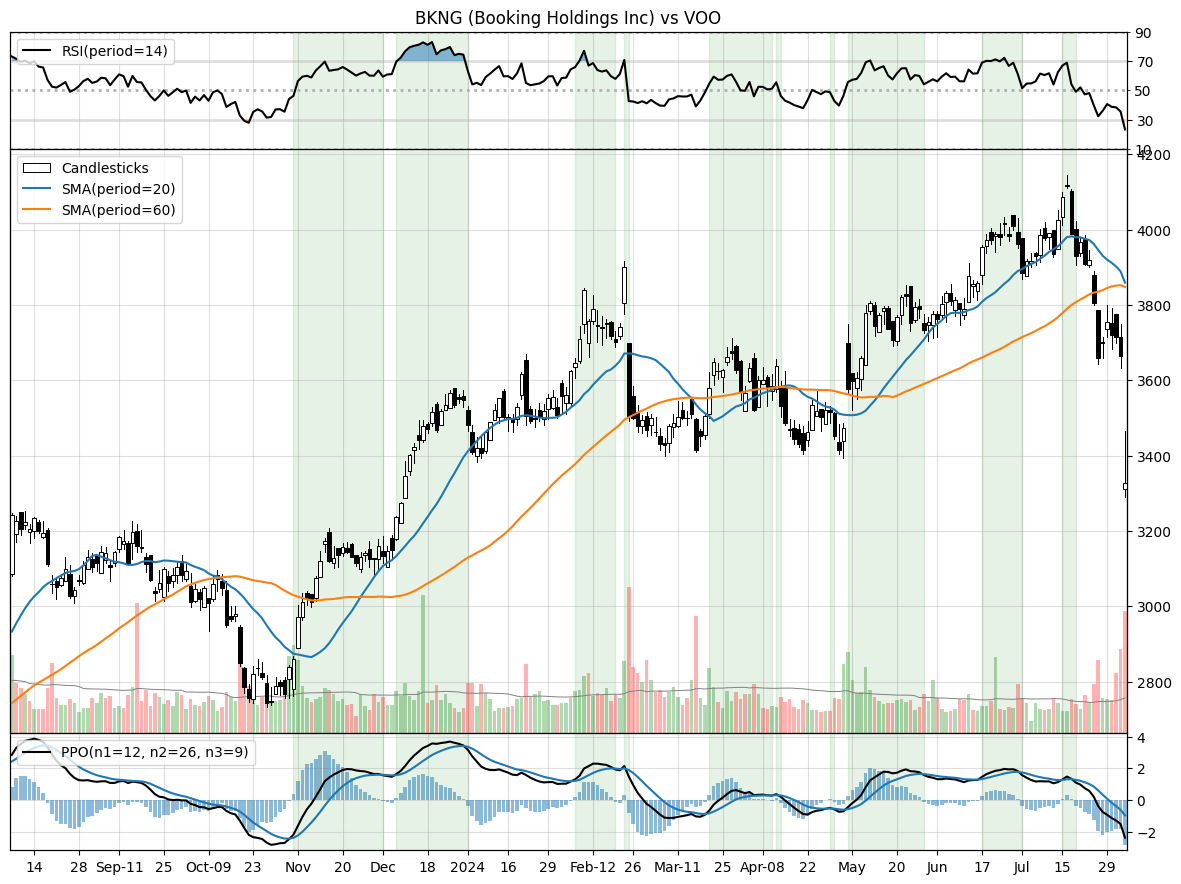 BKNG (Booking Holdings Inc) vs VOO
RSI(period=14)
90
70
50
30
10
Candlesticks
SMA(period=20)
SMA(period=60)
4200
4000
3800
3600
3400
3200
3000
2800
PPO(n1=12, n2=26, n3=9)
4
2
0
−2
14 28 Sep-11 25 Oct-09 23 Nov 20 Dec 18 2024 16 29 Feb-12 26 Mar-11 25 Apr-08 22 May 20 Jun 17 Jul 15 29